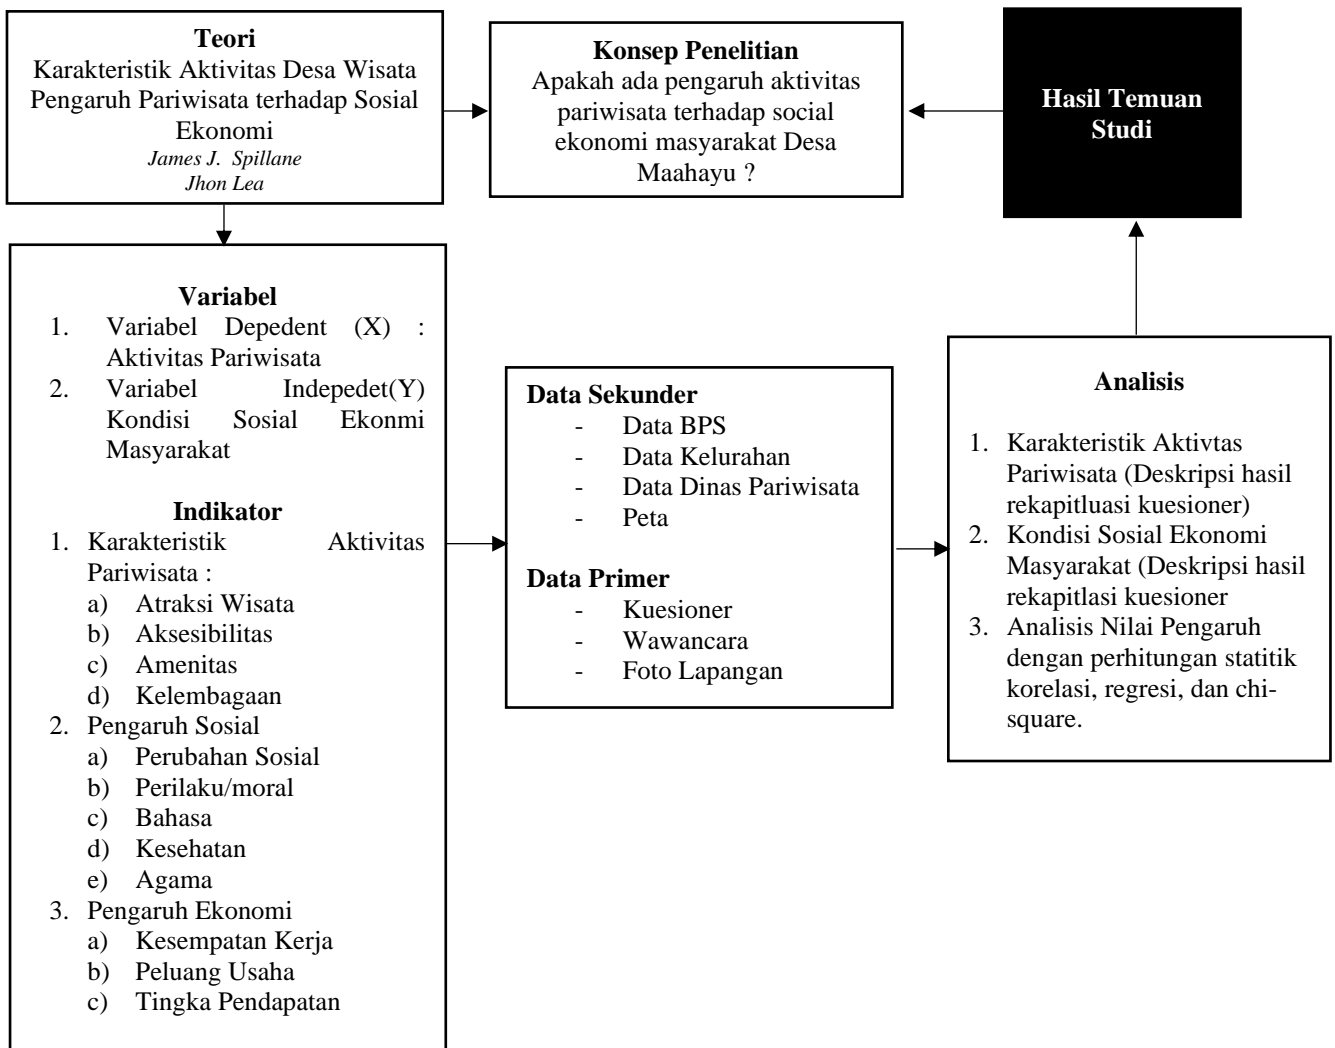 Teori
Karakteristik Aktivitas Desa Wisata
Pengaruh Pariwisata terhadap Sosial
Ekonomi
James J. Spillane
Jhon Lea
Konsep Penelitian
Apakah ada pengaruh aktivitas
pariwisata terhadap social
ekonomi masyarakat Desa
Maahayu ?
Hasil Temuan
Studi
Variabel
1. Variabel Depedent (X) :
Aktivitas Pariwisata
2. Variabel Indepedet(Y)
Kondisi Sosial Ekonmi
Masyarakat
Indikator
1. Karakteristik Aktivitas
Pariwisata :
a) Atraksi Wisata
b) Aksesibilitas
c) Amenitas
d) Kelembagaan
2. Pengaruh Sosial
a) Perubahan Sosial
b) Perilaku/moral
c) Bahasa
d) Kesehatan
e) Agama
3. Pengaruh Ekonomi
a) Kesempatan Kerja
b) Peluang Usaha
c) Tingka Pendapatan
Data Sekunder
- Data BPS
- Data Kelurahan
- Data Dinas Pariwisata
- Peta
Data Primer
- Kuesioner
- Wawancara
- Foto Lapangan
Analisis
1. Karakteristik Aktivtas
Pariwisata (Deskripsi hasil
rekapitluasi kuesioner)
2. Kondisi Sosial Ekonomi
Masyarakat (Deskripsi hasil
rekapitlasi kuesioner
3. Analisis Nilai Pengaruh
dengan perhitungan statitik
korelasi, regresi, dan chi-
square.